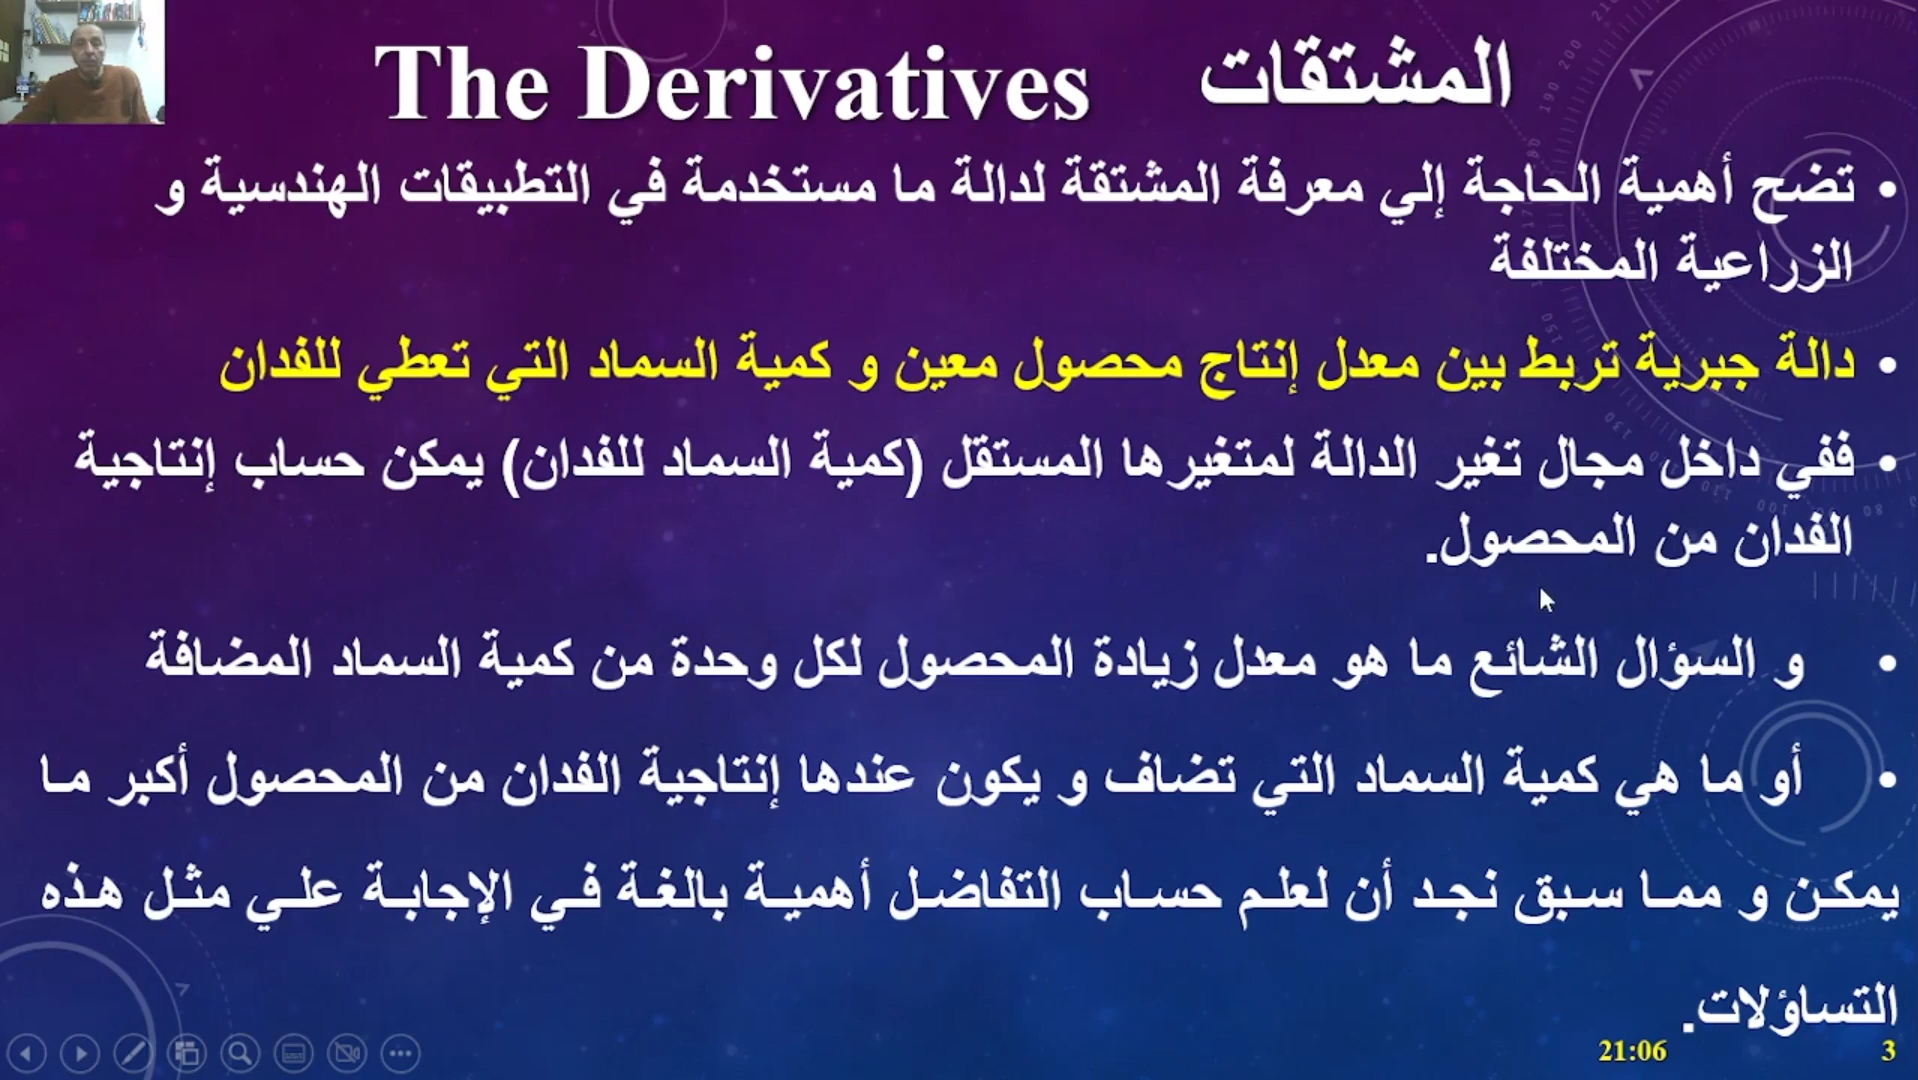 The Derivatives المشتقات
• تضح أهمية الحاجة إلي معرفة المشتقة لدالة ما مستخدمة في التطبيقات الهندسية و
الزراعية المختلفة
• دالة جبرية تربط بين معدل إنتاج محصول معين و كمية السماد التي تعطي للفدان
• ففي داخل مجال تغير الدالة لمتغيرها المستقل (كمية السماد للفدان) يمكن حساب إنتاجية
الفدان من المحصول.
• و السؤال الشائع ما هو معدل زيادة المحصول لكل وحدة من كمية السماد المضافة
• أو ما هي كمية السماد التي تضاف و يكون عندها إنتاجية الفدان من المحصول أكبر ما
يمكن و مما سبق نجد أن لعلم حساب التفاضل أهمية بالغة في الإجابة علي مثل هذه
التساؤلات.
21:06
3